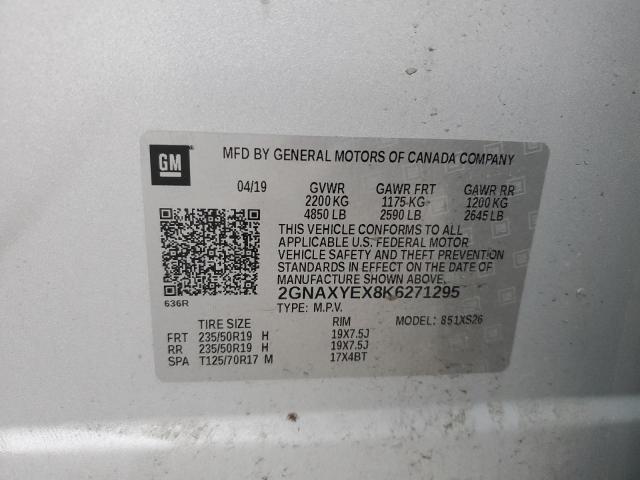 GM
MFD BY GENERAL MOTORS OF CANADA COMPANY
04/19 GVWR GAWR FRT GAWR RR
2200 KG 1175 KG 1200 KG
4850 LB 2590 LB 2645 LB
THIS VEHICLE CONFORMS TO ALL
APPLICABLE U.S. FEDERAL MOTOR
VEHICLE SAFETY AND THEFT PREVENTION
STANDARDS IN EFFECT ON THE DATE OF
MANUFACTURE SHOWN ABOVE.
2GNAXYEX8K6271295
636R
TYPE: M.P.V. MODEL: 851XS26
TIRE SIZE RIM
FRT 235/50R19 H 19X7.5J
RR 235/50R19 H 19X7.5J
SPA T125/70R17 M 17X4BT